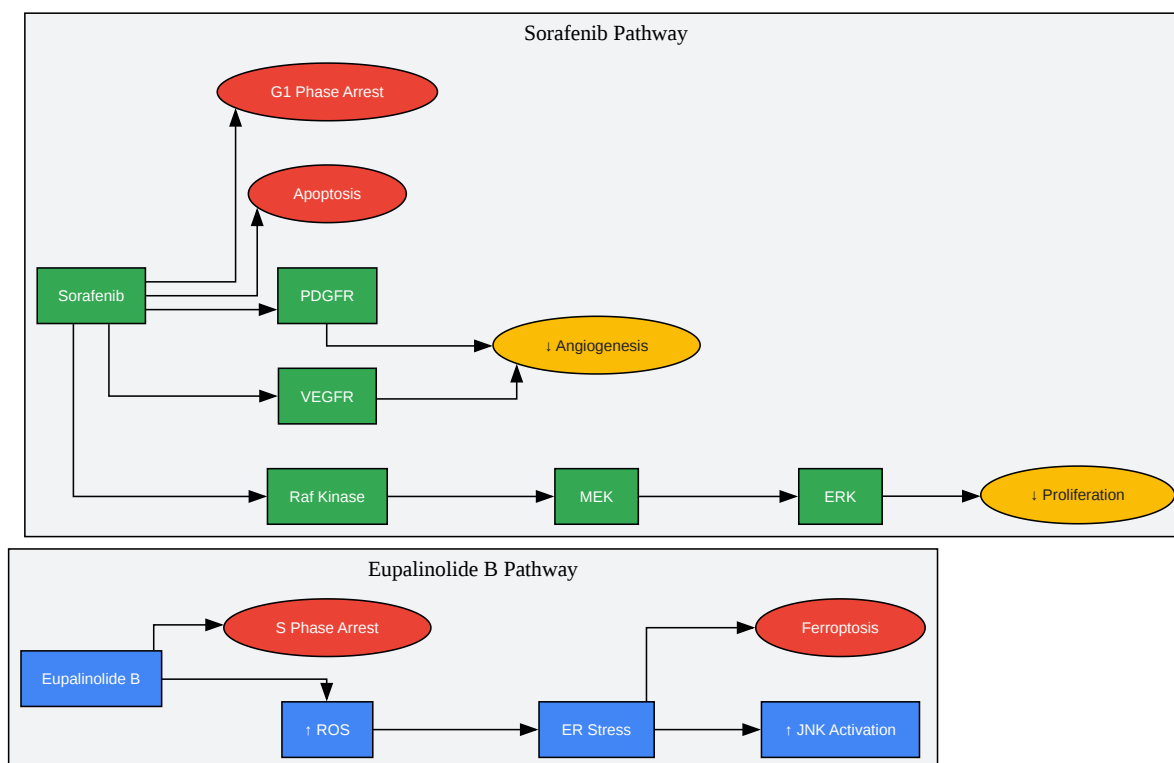 Sorafenib Pathway
G1 Phase Arrest
Apoptosis
Sorafenib
PDGFR
↓ Angiogenesis
VEGFR
Raf Kinase
MEK
ERK
↓ Proliferation
Eupalinolide B Pathway
S Phase Arrest
Ferroptosis
Eupalinolide B
↑ ROS
ER Stress
↑ JNK Activation